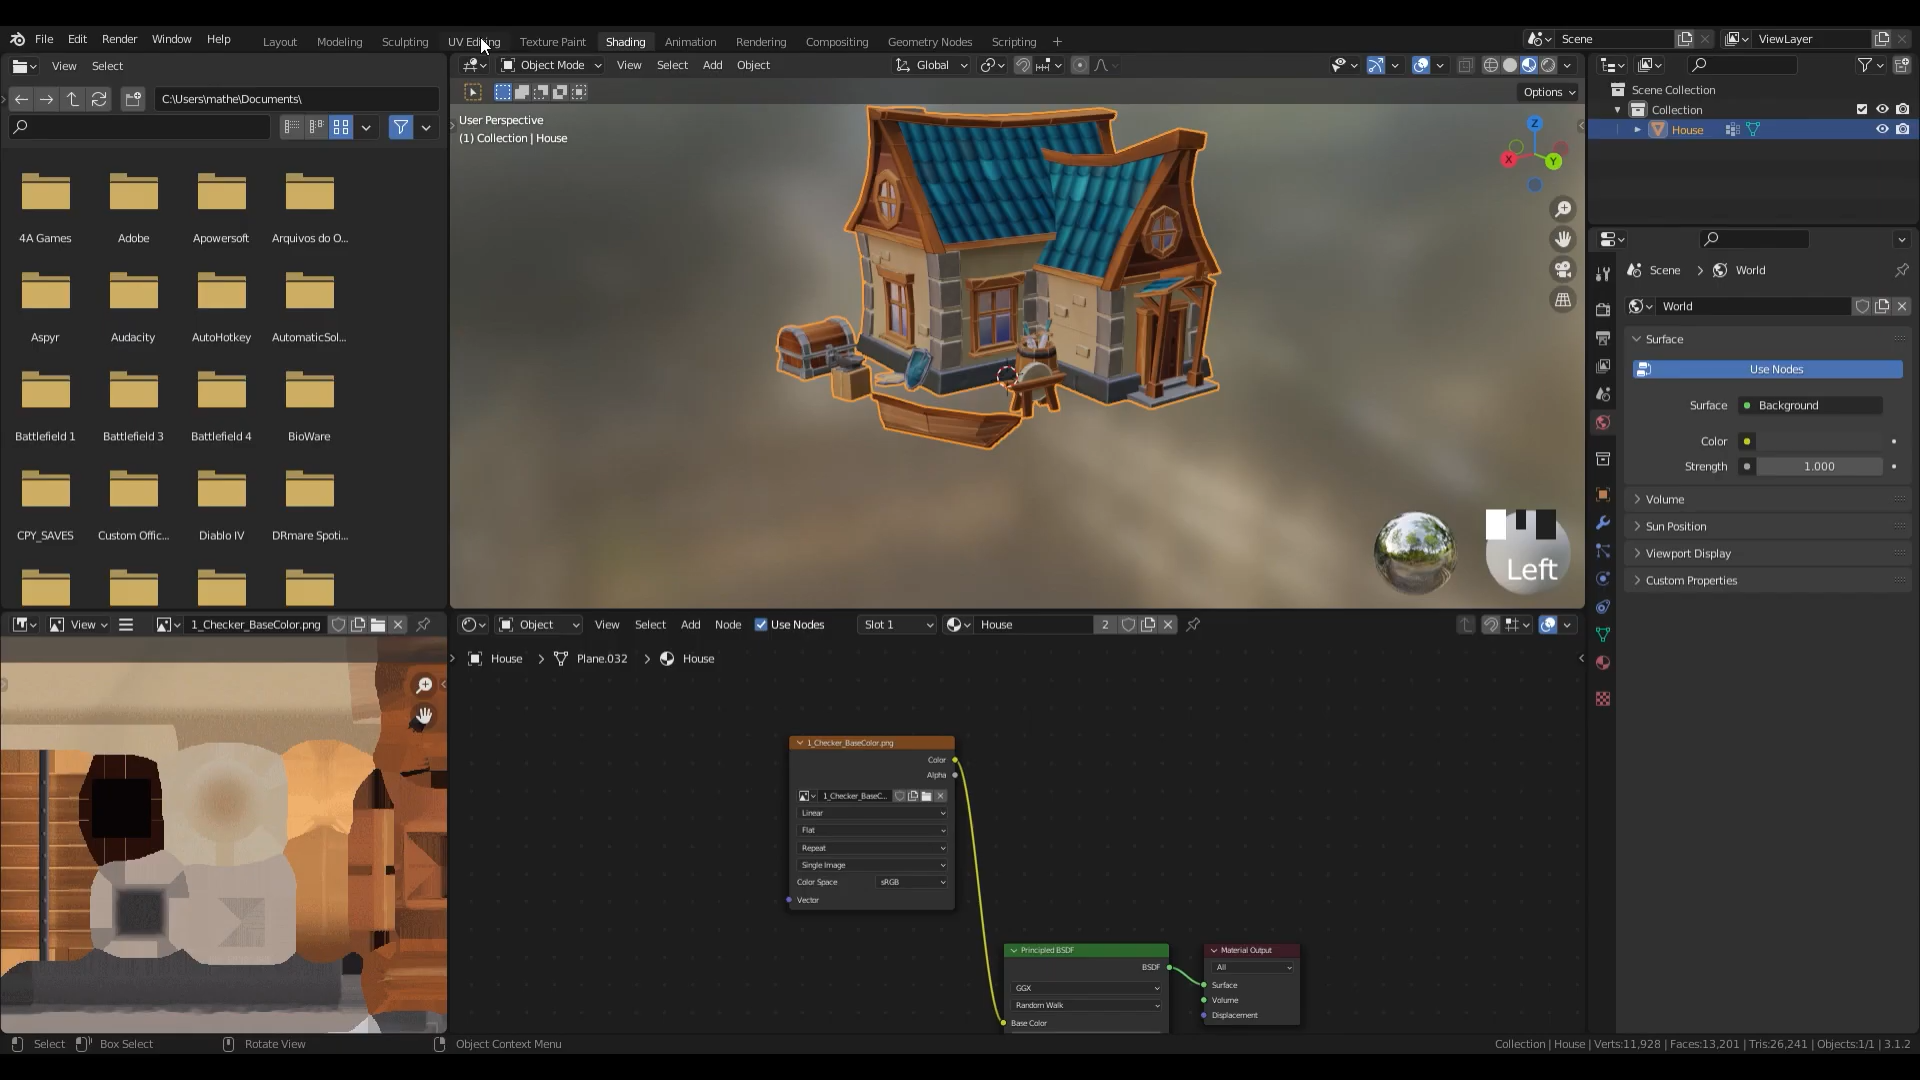 File Edit Render Window Help
Layout Modeling Sculpting UV Editing Texture Paint Shading Animation Rendering Compositing Geometry Nodes Scripting +
Scene
ViewLayer
View Select
C:\Users\mathe\Documents\
4A Games Adobe Apowersoft Arquivos do O...
Aspyr Audacity AutoHotkey AutomaticSol...
Battlefield 1 Battlefield 3 Battlefield 4 BioWare
CPY_SAVES Custom Offic... Diablo IV DRmare Spoti...
Object Mode View Select Add Object Global
Options
User Perspective
(1) Collection | House
Z
X
Y
Left
Scene Collection
Collection
House
Scene > World
World
Surface
Use Nodes
Surface Background
Color
Strength 1.000
Volume
Sun Position
Viewport Display
Custom Properties
View 1_Checker_BaseColor.png
Object View Select Add Node Use Nodes Slot 1 House 2
House > Plane.032 > House
1_Checker_BaseColor.png
Color
Alpha
1_Checker_BaseC...
Linear
Flat
Repeat
Single Image
Color Space sRGB
Vector
Principled BSDF
BSDF
GGX
Random Walk
Base Color
Material Output
All
Surface
Volume
Displacement
Select Box Select Rotate View Object Context Menu
Collection | House | Verts:11,928 | Faces:13,201 | Tris:26,241 | Objects:1/1 | 3.1.2